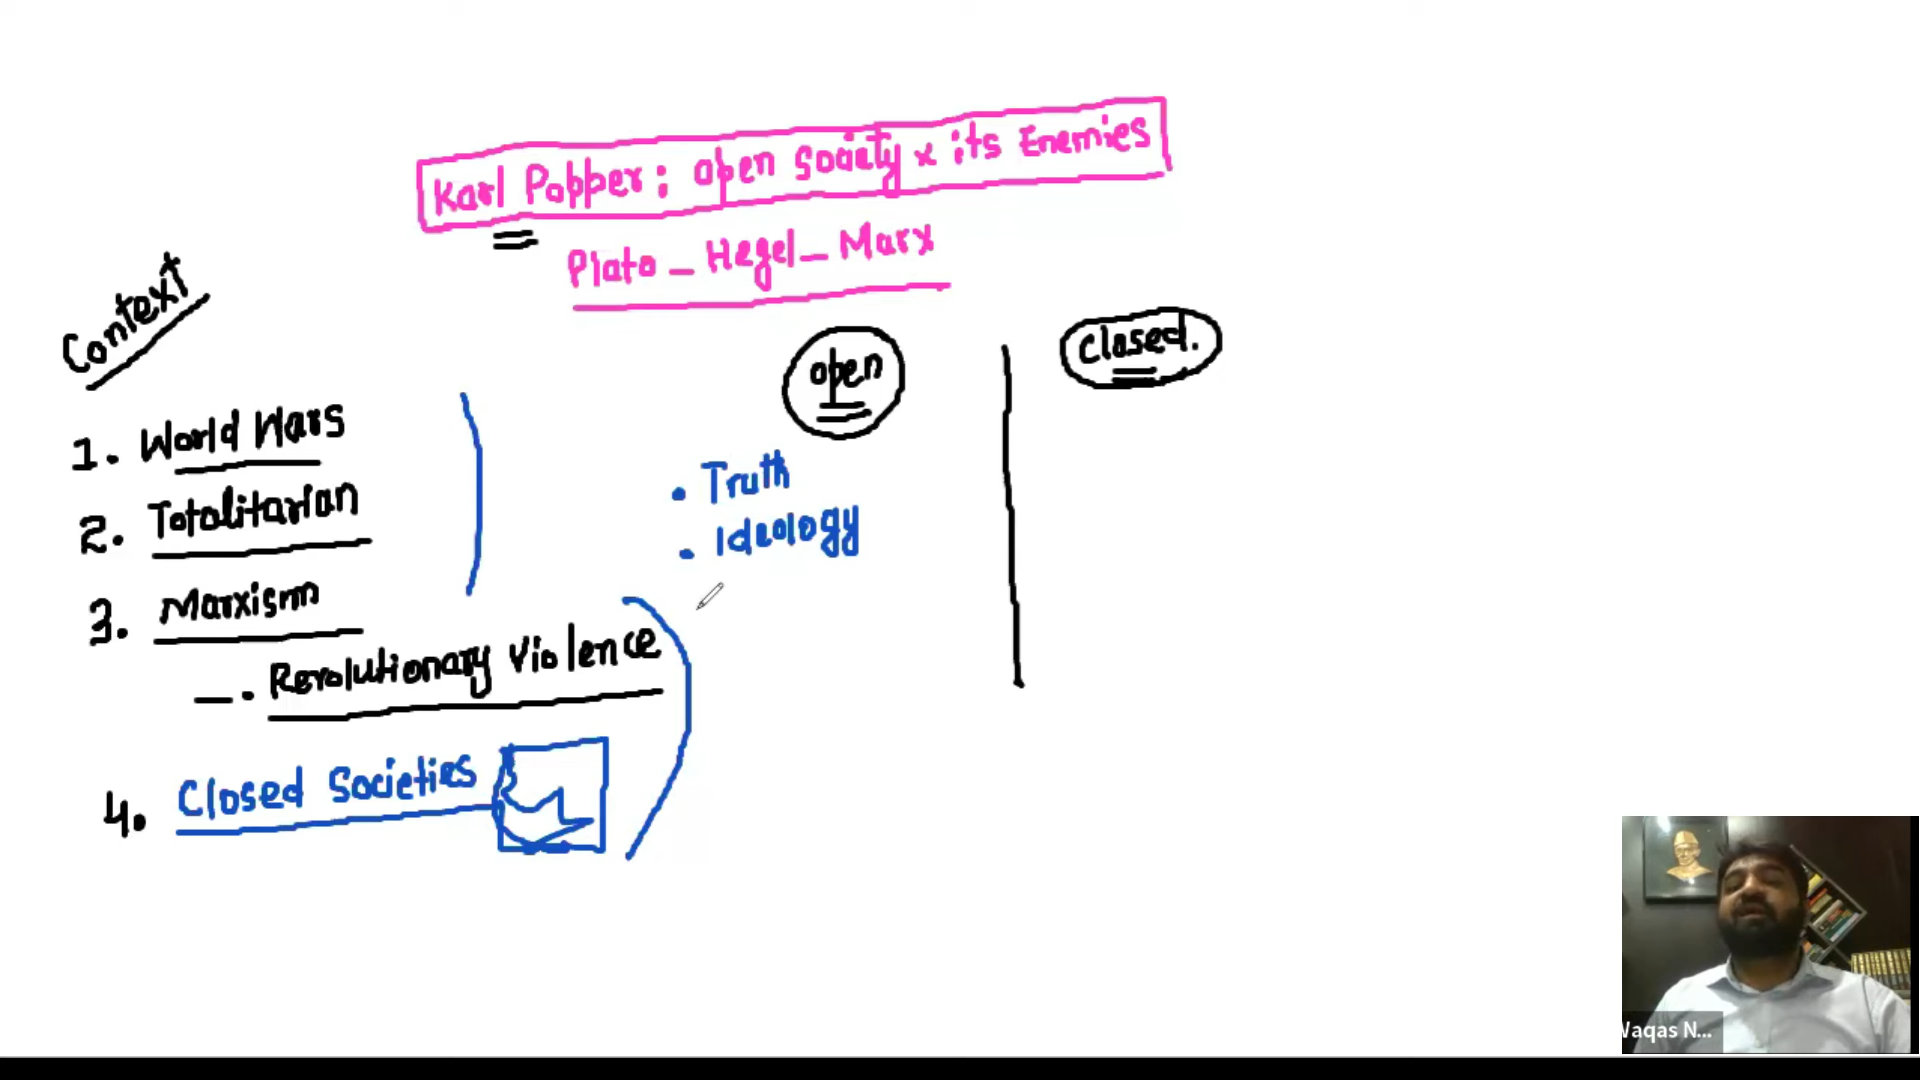 Karl Popper: open society & its Enemies
Plato - Hegel - Marx
Context
1. World Wars
2. Totalitarian
3. Marxism
- . Revolutionary Violence
4. Closed Societies
open
closed.
• Truth
• Ideology
Waqas N...